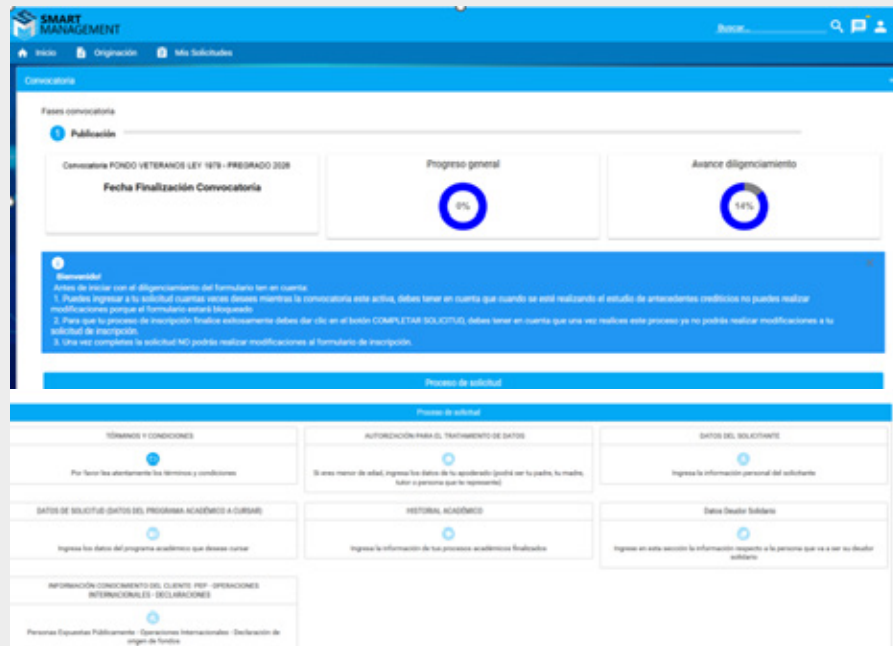 SMART
MANAGEMENT
Buscar...
Inicio Originación Mis Solicitudes
Convocatoria
Fases convocatoria
1 Publicación
Convocatoria FONDO VETERANOS LEY 1979 - PREGRADO 2026
Fecha Finalización Convocatoria
Progreso general
0%
Avance diligenciamiento
14%
Bienvenido!
Antes de iniciar con el diligenciamiento del formulario ten en cuenta:
1. Puedes ingresar a tu solicitud cuantas veces desees mientras la convocatoria este activa, debes tener en cuenta que cuando se esté realizando el estudio de antecedentes crediticios no puedes realizar
modificaciones porque el formulario estará bloqueado
2. Para que tu proceso de inscripción finalice exitosamente debes dar clic en el botón COMPLETAR SOLICITUD, debes tener en cuenta que una vez realices este proceso ya no podrás realizar modificaciones a tu
solicitud de inscripción.
3. Una vez completes la solicitud NO podrás realizar modificaciones al formulario de inscripción.
Proceso de solicitud
Proceso de solicitud
TÉRMINOS Y CONDICIONES
Por favor lea atentamente los términos y condiciones
AUTORIZACIÓN PARA EL TRATAMIENTO DE DATOS
Si eres menor de edad, ingresa los datos de tu apoderado (podrá ser tu padre, tu madre,
tutor o persona que te represente)
DATOS DEL SOLICITANTE
Ingresa la información personal del solicitante
DATOS DE SOLICITUD (DATOS DEL PROGRAMA ACADÉMICO A CURSAR)
Ingresa los datos del programa académico que deseas cursar
HISTORIAL ACADÉMICO
Ingresa la información de tus procesos académicos finalizados
Datos Deudor Solidario
Ingrese en esta sección la información respecto a la persona que va a ser su deudor
solidario
INFORMACIÓN CONOCIMIENTO DEL CLIENTE: PEP - OPERACIONES
INTERNACIONALES - DECLARACIONES
Personas Expuestas Públicamente - Operaciones Internacionales - Declaración de
origen de fondos